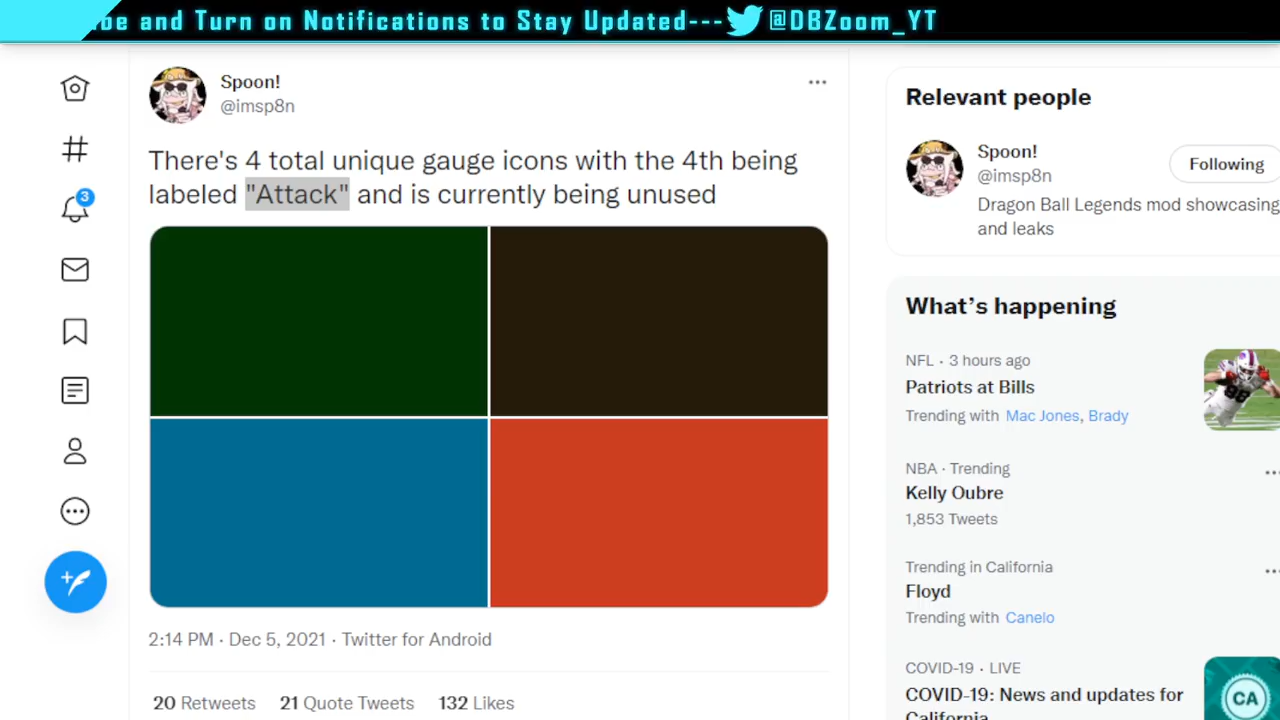 be and Turn on Notifications to Stay Updated---@DBZoom_YT
Spoon!
@imsp8n
There's 4 total unique gauge icons with the 4th being
labeled "Attack" and is currently being unused
2:14 PM · Dec 5, 2021 · Twitter for Android
20 Retweets 21 Quote Tweets 132 Likes
3
Relevant people
Spoon!
@imsp8n
Following
Dragon Ball Legends mod showcasing
and leaks
What's happening
NFL · 3 hours ago
Patriots at Bills
Trending with Mac Jones, Brady
98
NBA · Trending
Kelly Oubre
1,853 Tweets
Trending in California
Floyd
Trending with Canelo
COVID-19 · LIVE
COVID-19: News and updates for
California
CA